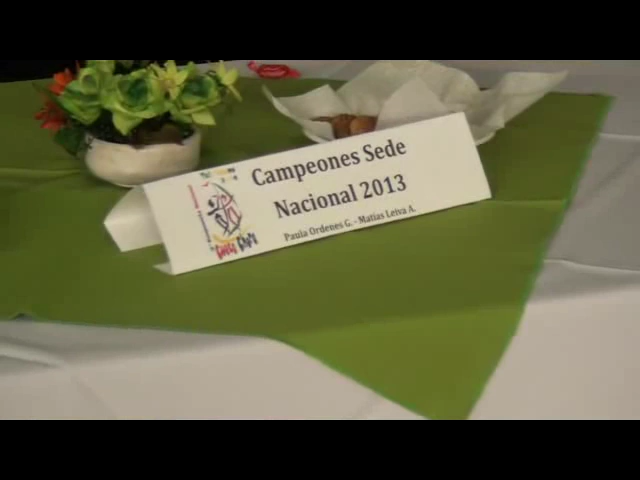 Campeones Sede
Nacional 2013
Paula Ordenes G. - Matias Leiva A.